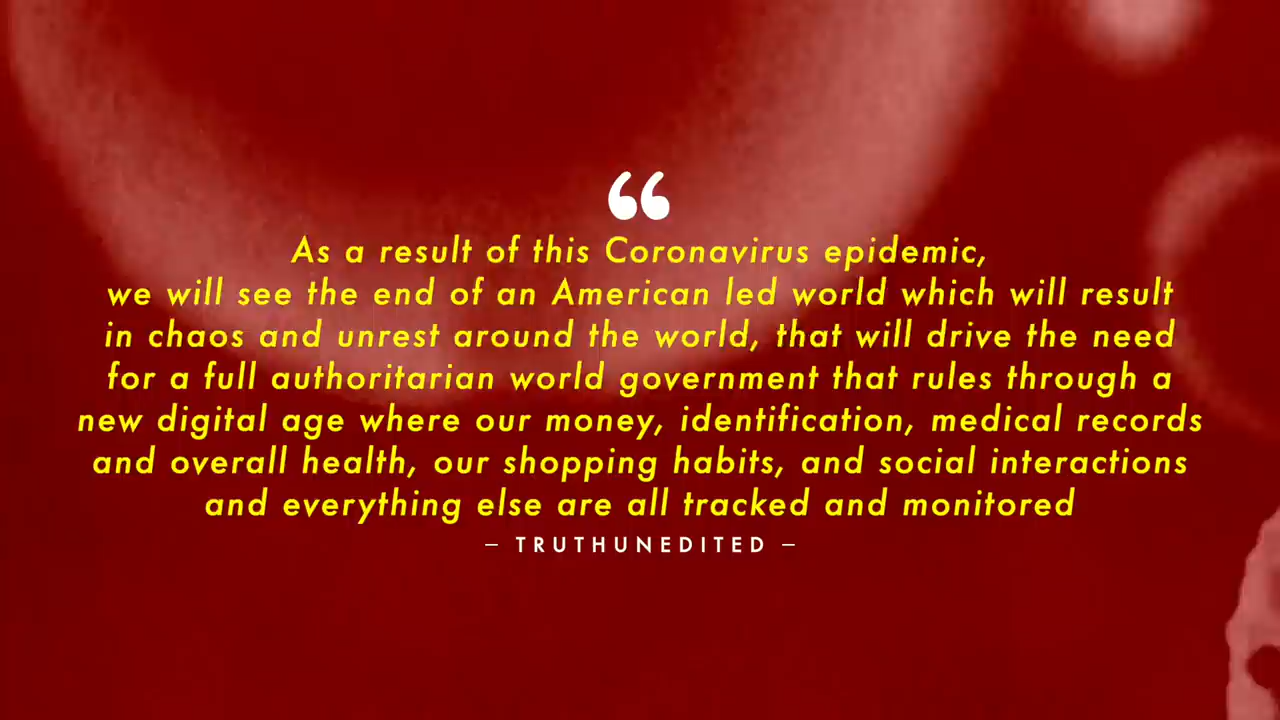 “
As a result of this Coronavirus epidemic,
we will see the end of an American led world which will result
in chaos and unrest around the world, that will drive the need
for a full authoritarian world government that rules through a
new digital age where our money, identification, medical records
and overall health, our shopping habits, and social interactions
and everything else are all tracked and monitored
– TRUTHUNEDITED –